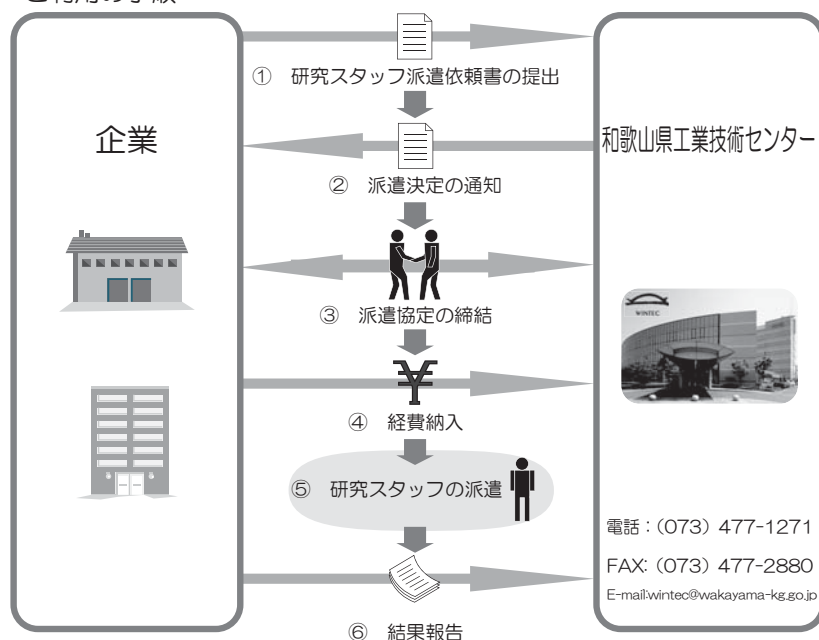 ① 研究スタッフ派遣依頼書の提出
企業
和歌山県工業技術センター
② 派遣決定の通知
③ 派遣協定の締結
WINTEC
④ 経費納入
⑤ 研究スタッフの派遣
電話：(073) 477-1271
FAX: (073) 477-2880
E-mail:wintec@wakayama-kg.go.jp
⑥ 結果報告